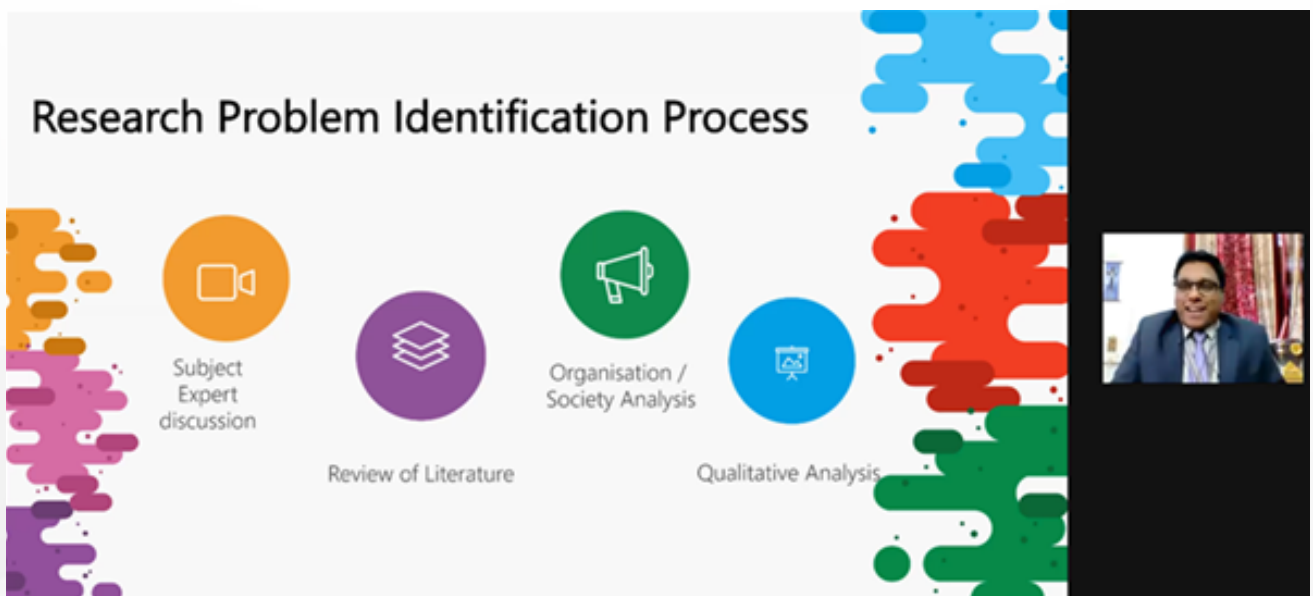 Research Problem Identification Process
Subject
Expert
discussion
Review of Literature
Organisation /
Society Analysis
Qualitative Analysis